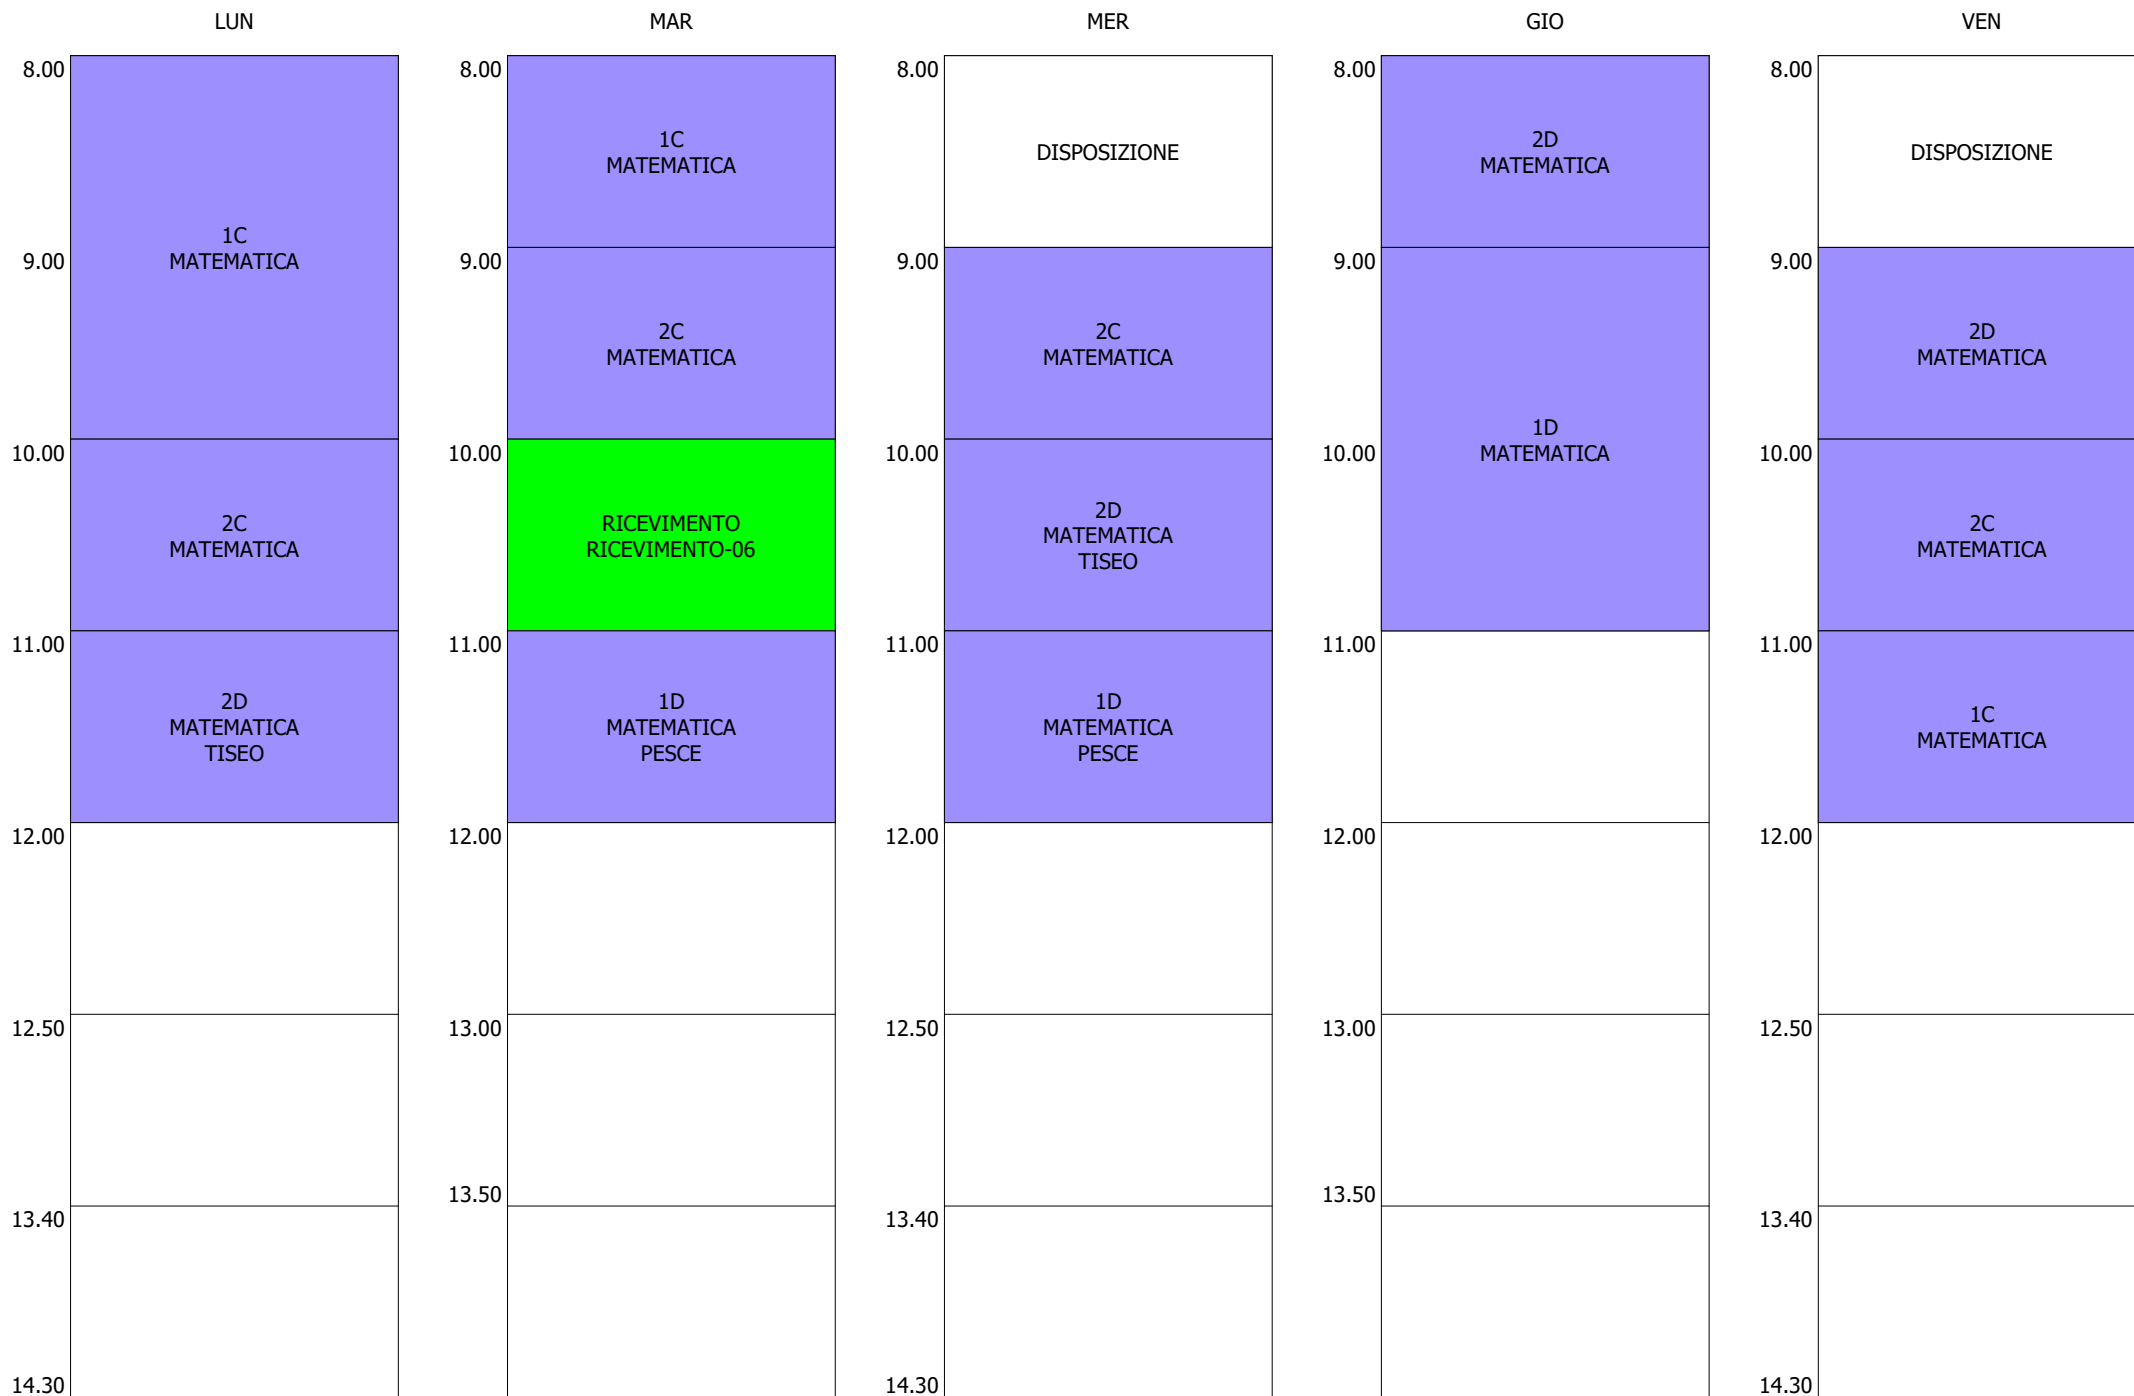 LUN
MAR
MER
GIO
VEN
8.00
8.00
8.00
8.00
8.00
1C
MATEMATICA
DISPOSIZIONE
2D
MATEMATICA
DISPOSIZIONE
1C
MATEMATICA
9.00
9.00
9.00
9.00
9.00
2C
MATEMATICA
2C
MATEMATICA
2D
MATEMATICA
1D
MATEMATICA
10.00
10.00
10.00
10.00
10.00
2C
MATEMATICA
RICEVIMENTO
RICEVIMENTO-06
2D
MATEMATICA
TISEO
2C
MATEMATICA
11.00
11.00
11.00
11.00
11.00
2D
MATEMATICA
TISEO
1D
MATEMATICA
PESCE
1D
MATEMATICA
PESCE
1C
MATEMATICA
12.00
12.00
12.00
12.00
12.00
12.50
13.00
12.50
13.00
12.50
13.40
13.50
13.40
13.50
13.40
14.30
14.30
14.30